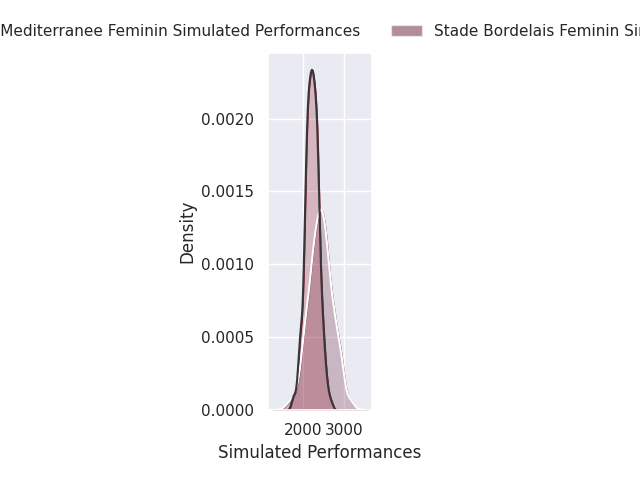 Mediterranee Feminin Simulated Performances
Stade Bordelais Feminin
Density
0.0020
0.0015
0.0010
0.0005
0.0000
2000 3000
Simulated Performances